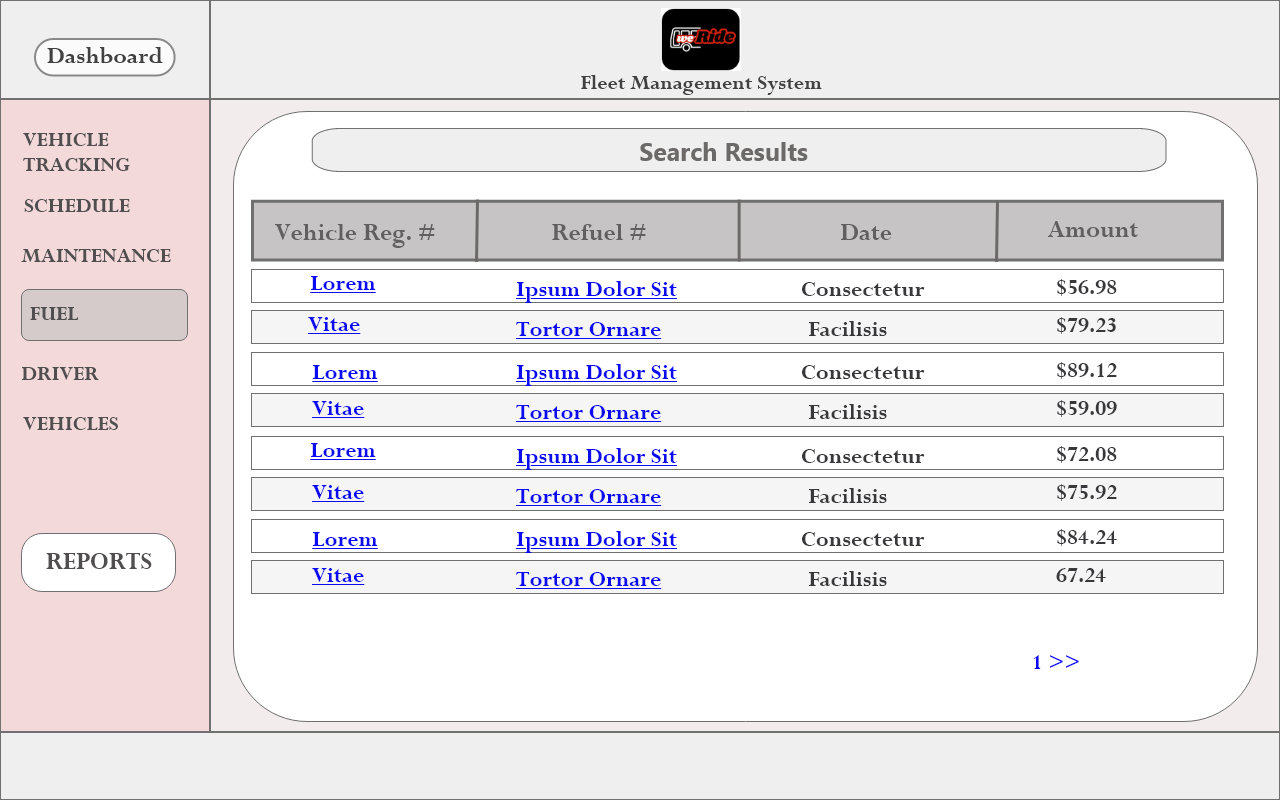 Dashboard
weRide
Fleet Management System
VEHICLE
TRACKING
SCHEDULE
MAINTENANCE
FUEL
DRIVER
VEHICLES
REPORTS
Search Results
Vehicle Reg. # Refuel # Date Amount
Lorem Ipsum Dolor Sit Consectetur $56.98
Vitae Tortor Ornare Facilisis $79.23
Lorem Ipsum Dolor Sit Consectetur $89.12
Vitae Tortor Ornare Facilisis $59.09
Lorem Ipsum Dolor Sit Consectetur $72.08
Vitae Tortor Ornare Facilisis $75.92
Lorem Ipsum Dolor Sit Consectetur $84.24
Vitae Tortor Ornare Facilisis 67.24
1 >>